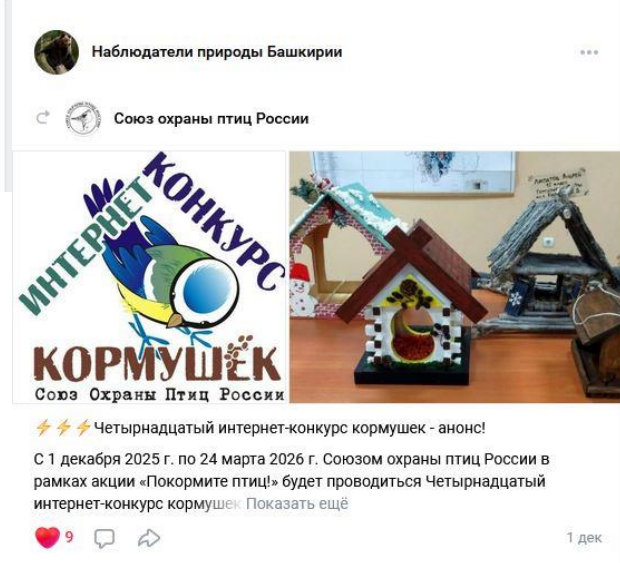 Наблюдатели природы Башкирии
Союз охраны птиц России
ИНТЕРНЕТ
КОНКУРС
КОРМУШЕК
Союз Охраны Птиц России
⚡⚡⚡Четырнадцатый интернет-конкурс кормушек - анонс!
С 1 декабря 2025 г. по 24 марта 2026 г. Союзом охраны птиц России в
рамках акции «Покормите птиц!» будет проводиться Четырнадцатый
интернет-конкурс кормушек Показать ещё
9
1 дек